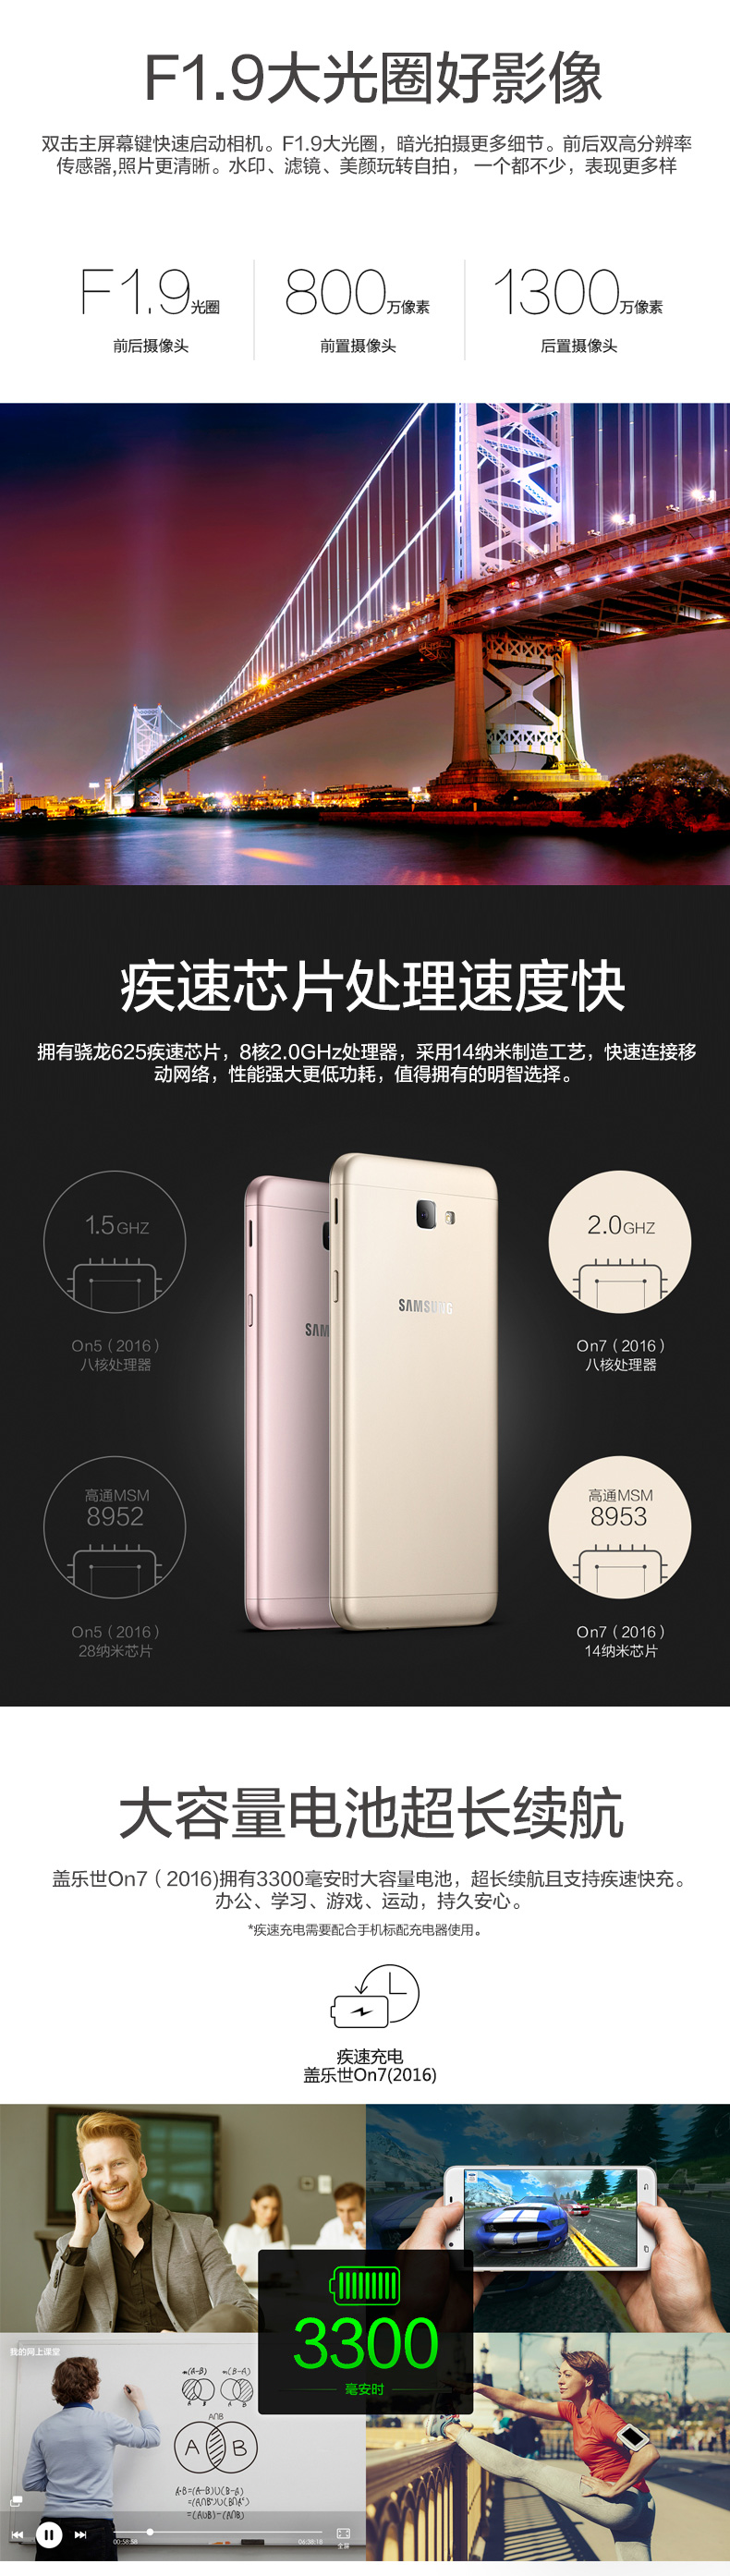 F1.9大光圈好影像
双击主屏幕键快速启动相机。F1.9大光圈，暗光拍摄更多细节。前后双高分辨率
传感器,照片更清晰。水印、滤镜、美颜玩转自拍， 一个都不少，表现更多样
F1.9光圈
前后摄像头
800万像素
前置摄像头
1300万像素
后置摄像头
疾速芯片处理速度快
拥有骁龙625疾速芯片，8核2.0GHz处理器，采用14纳米制造工艺，快速连接移
动网络，性能强大更低功耗，值得拥有的明智选择。
1.5GHZ
On5（2016）
八核处理器
2.0GHZ
On7（2016）
八核处理器
SAM
SAMSUNG
高通MSM
8952
On5（2016）
28纳米芯片
高通MSM
8953
On7（2016）
14纳米芯片
大容量电池超长续航
盖乐世On7（2016)拥有3300毫安时大容量电池，超长续航且支持疾速快充。
办公、学习、游戏、运动，持久安心。
*疾速充电需要配合手机标配充电器使用。
疾速充电
盖乐世On7(2016)
3300
毫安时
我的网上课堂
(A-B)
(B-A)
A B
A B
A∩B
A B
A·B=(A-B)∪(B-A)
=(A∪B)-(A∩B)
00:58:58
06:38:18
全屏